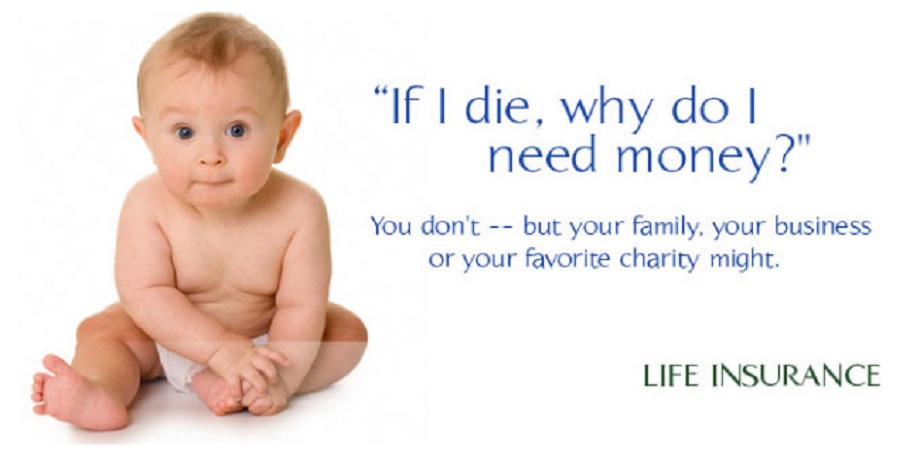 “If I die, why do I
need money?"
You don't -- but your family, your business
or your favorite charity might.
LIFE INSURANCE